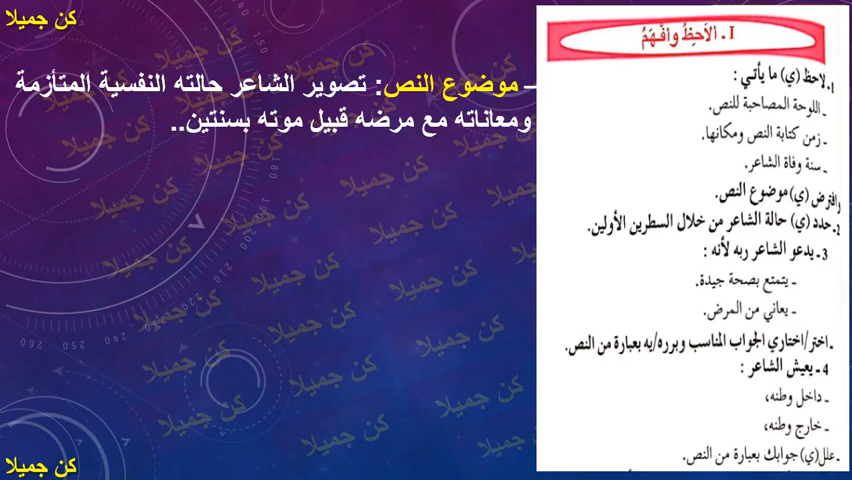 كن جميلا
– موضوع النص: تصوير الشاعر حالته النفسية المتأزمة
ومعاناته مع مرضه قبيل موته بسنتين..
I - ألاحِظُ وأفْهَمُ
1 - لاحظ (ي) ما يأتي :
- اللوحة المصاحبة للنص.
- زمن كتابة النص ومكانها.
- سنة وفاة الشاعر.
وافترض (ي) موضوع النص.
2 - حدد (ي) حالة الشاعر من خلال السطرين الأولين.
3 - يدعو الشاعر ربه لأنه :
- يتمتع بصحة جيدة.
- يعاني من المرض.
- اختر/اختاري الجواب المناسب وبرره/يه بعبارة من النص.
4 - يعيش الشاعر :
- داخل وطنه،
- خارج وطنه،
- علل(ي) جوابك بعبارة من النص.
كن جميلا